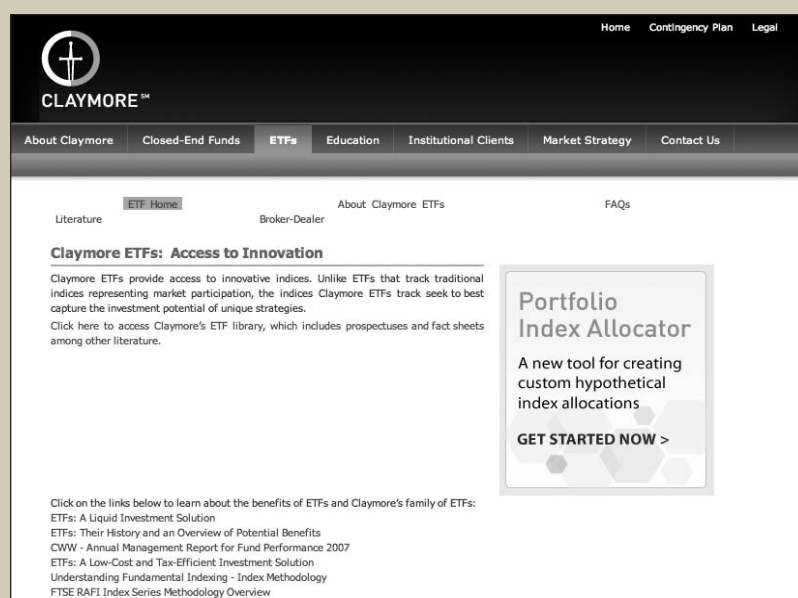 Home Contingency Plan Legal
CLAYMORE℠
About Claymore Closed-End Funds ETFs Education Institutional Clients Market Strategy Contact Us
ETF Home About Claymore ETFs FAQs
Literature Broker-Dealer
Claymore ETFs: Access to Innovation
Claymore ETFs provide access to innovative indices. Unlike ETFs that track traditional
indices representing market participation, the indices Claymore ETFs track seek to best
capture the investment potential of unique strategies.
Click here to access Claymore’s ETF library, which includes prospectuses and fact sheets
among other literature.
Portfolio
Index Allocator
A new tool for creating
custom hypothetical
index allocations
GET STARTED NOW >
Click on the links below to learn about the benefits of ETFs and Claymore’s family of ETFs:
ETFs: A Liquid Investment Solution
ETFs: Their History and an Overview of Potential Benefits
CWW - Annual Management Report for Fund Performance 2007
ETFs: A Low-Cost and Tax-Efficient Investment Solution
Understanding Fundamental Indexing - Index Methodology
FTSE RAFI Index Series Methodology Overview